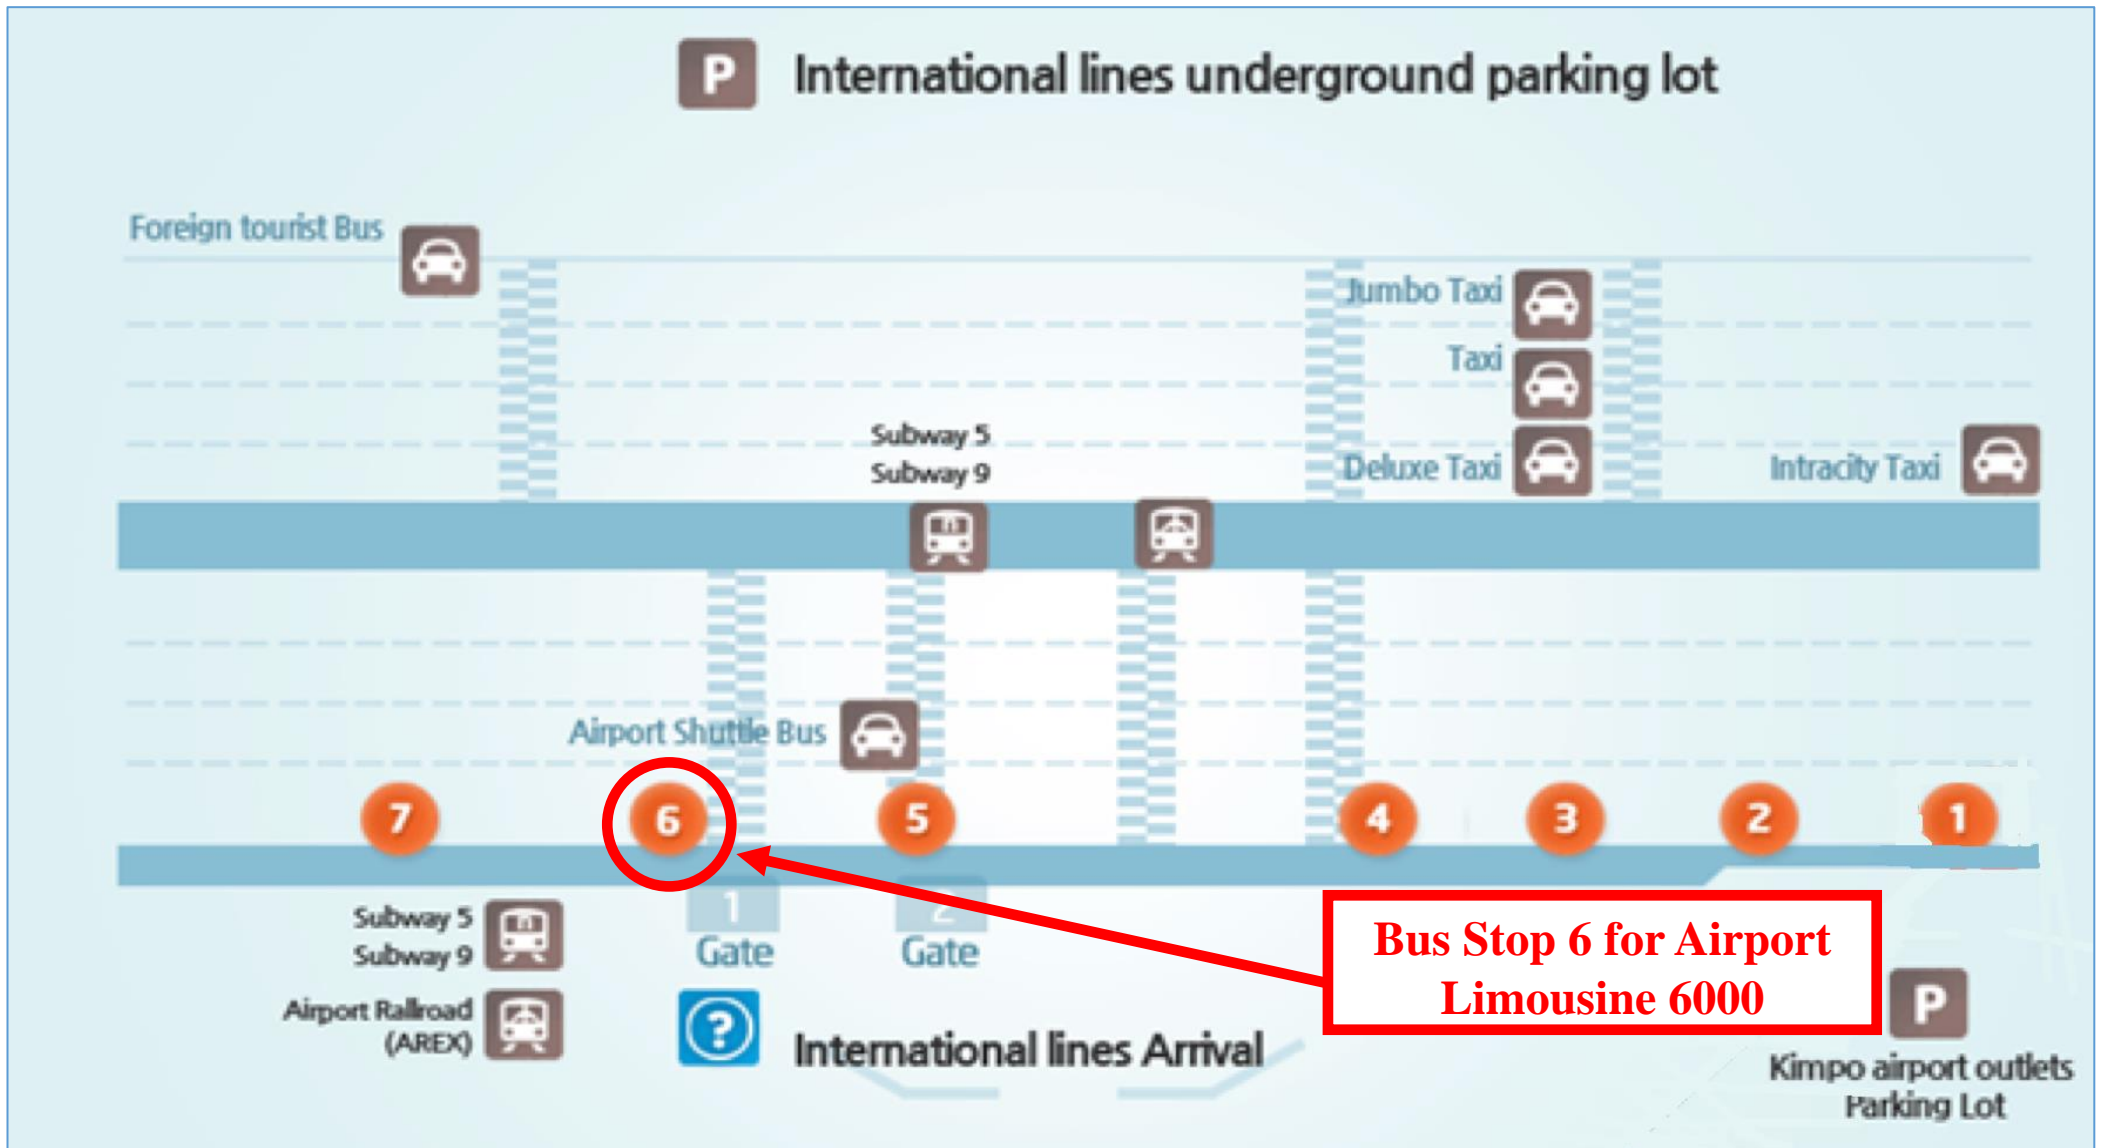 P International lines underground parking lot
Foreign tourist Bus
Jumbo Taxi
Taxi
Subway 5
Subway 9
Deluxe Taxi
Intracity Taxi
Airport Shuttle Bus
7
6
5
4
3
2
1
1
Gate
2
Gate
Subway 5
Subway 9
Airport Railroad
(AREX)
?
International lines Arrival
Bus Stop 6 for Airport
Limousine 6000
P
Kimpo airport outlets
Parking Lot